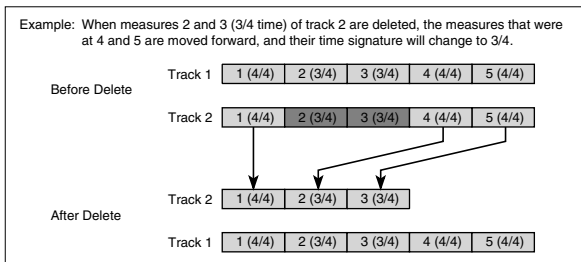 Example: When measures 2 and 3 (3/4 time) of track 2 are deleted, the measures that were
at 4 and 5 are moved forward, and their time signature will change to 3/4.
Track 1 1 (4/4) 2 (3/4) 3 (3/4) 4 (4/4) 5 (4/4)
Before Delete
Track 2 1 (4/4) 2 (3/4) 3 (3/4) 4 (4/4) 5 (4/4)
Track 2 1 (4/4) 2 (3/4) 3 (3/4)
After Delete
Track 1 1 (4/4) 2 (3/4) 3 (3/4) 4 (4/4) 5 (4/4)